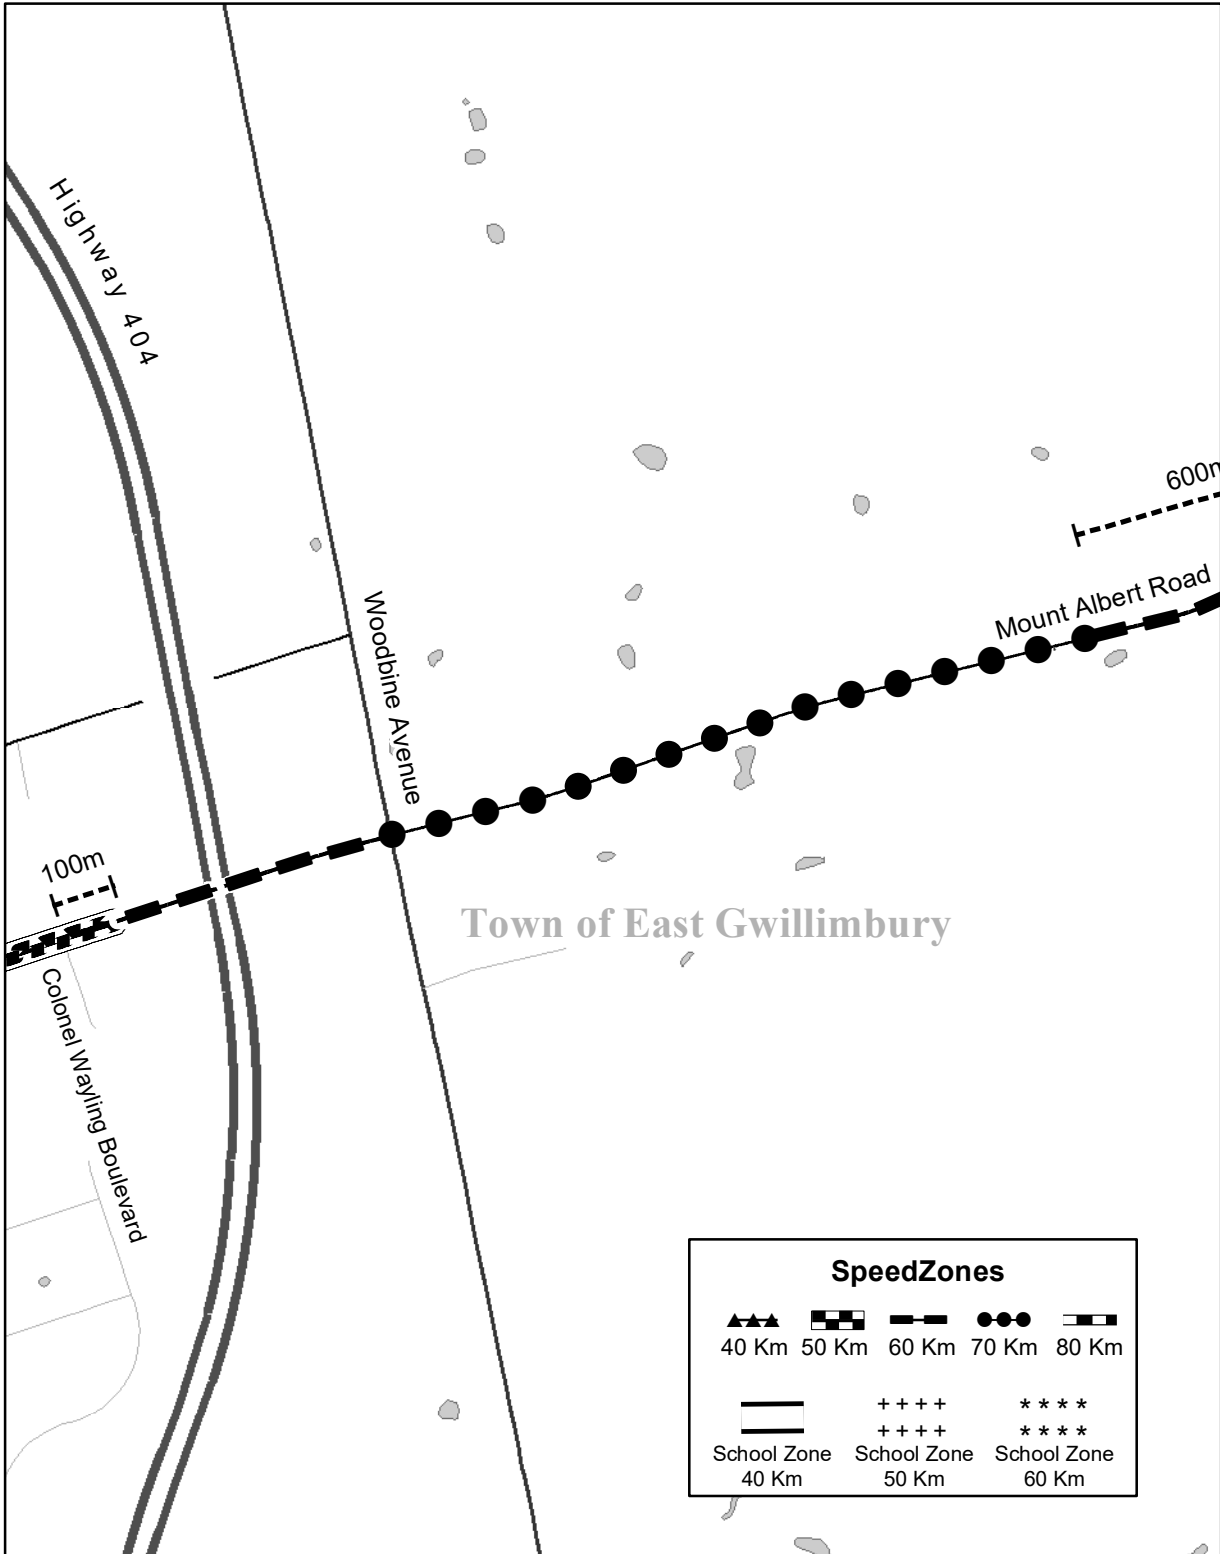 Highway 404
600m
Mount Albert Road
Woodbine Avenue
100m
Town of East Gwillimbury
Colonel Wayling Boulevard
SpeedZones
40 Km 50 Km 60 Km 70 Km 80 Km
+ + + + * * * *
+ + + + * * * *
School Zone School Zone School Zone
40 Km 50 Km 60 Km